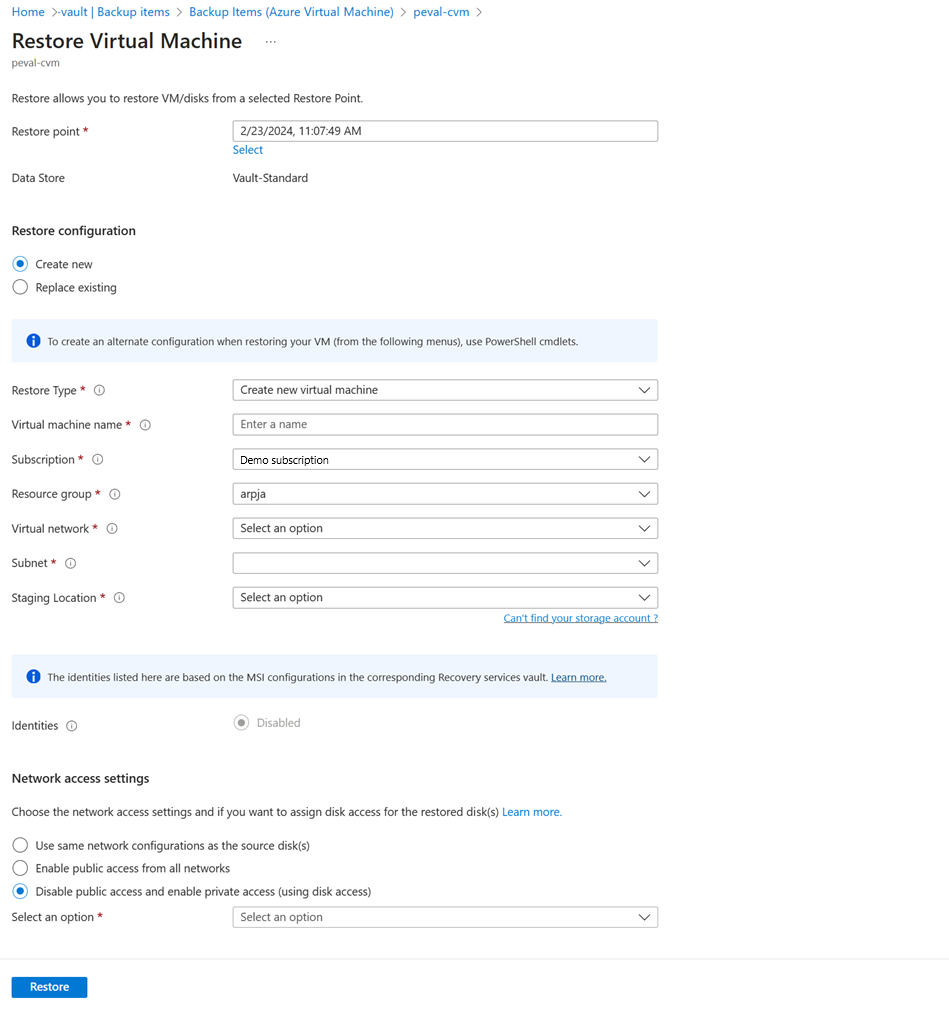 Home >-vault | Backup items > Backup Items (Azure Virtual Machine) > peval-cvm >
Restore Virtual Machine ...
peval-cvm
Restore allows you to restore VM/disks from a selected Restore Point.
Restore point * 2/23/2024, 11:07:49 AM
Select
Data Store Vault-Standard
Restore configuration
Create new
Replace existing
To create an alternate configuration when restoring your VM (from the following menus), use PowerShell cmdlets.
Restore Type * Create new virtual machine
Virtual machine name * Enter a name
Subscription * Demo subscription
Resource group * arpja
Virtual network * Select an option
Subnet *
Staging Location * Select an option
Can't find your storage account ?
The identities listed here are based on the MSI configurations in the corresponding Recovery services vault. Learn more.
Identities Disabled
Network access settings
Choose the network access settings and if you want to assign disk access for the restored disk(s) Learn more.
Use same network configurations as the source disk(s)
Enable public access from all networks
Disable public access and enable private access (using disk access)
Select an option * Select an option
Restore